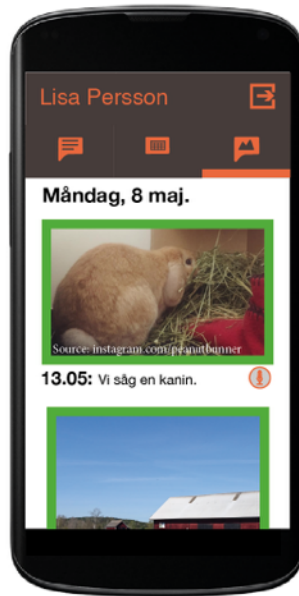 Lisa Persson
Måndag, 8 maj.
Source: instagram.com/peanutbunner
13.05: Vi såg en kanin.